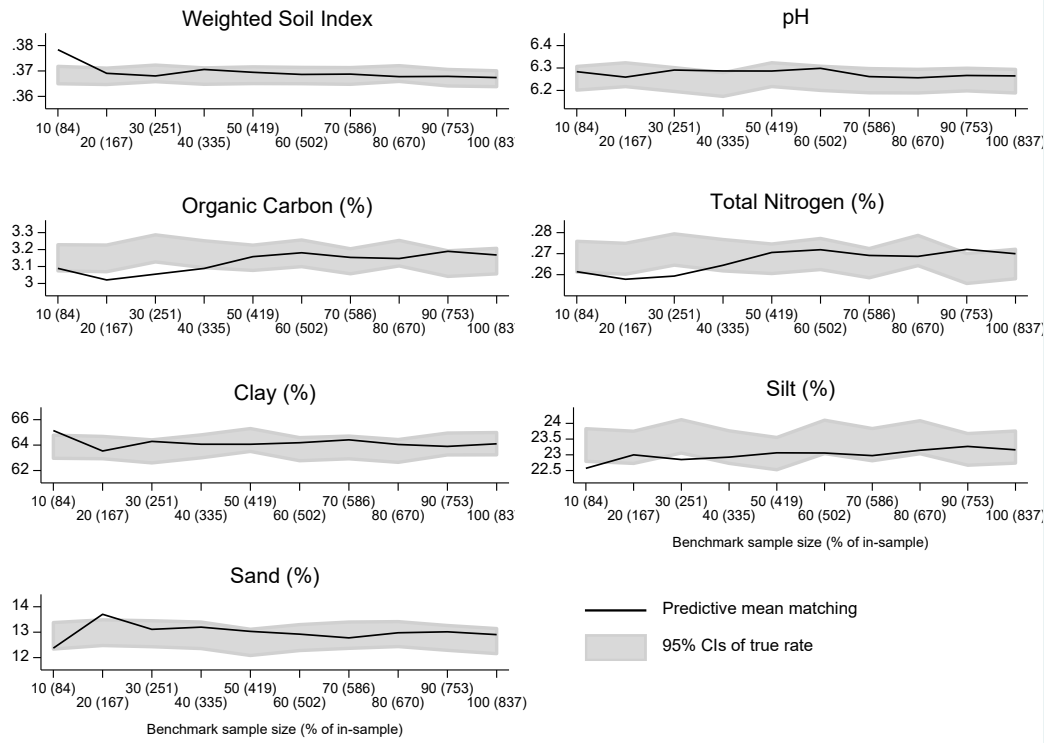 Weighted Soil Index
.38
.37
.36
10 (84) 30 (251) 50 (419) 70 (586) 90 (753)
20 (167) 40 (335) 60 (502) 80 (670) 100 (83
pH
6.4
6.3
6.2
10 (84) 30 (251) 50 (419) 70 (586) 90 (753)
20 (167) 40 (335) 60 (502) 80 (670) 100 (837)
Organic Carbon (%)
3.3
3.2
3.1
3
10 (84) 30 (251) 50 (419) 70 (586) 90 (753)
20 (167) 40 (335) 60 (502) 80 (670) 100 (83
Total Nitrogen (%)
.28
.27
.26
10 (84) 30 (251) 50 (419) 70 (586) 90 (753)
20 (167) 40 (335) 60 (502) 80 (670) 100 (837)
Clay (%)
66
64
62
10 (84) 30 (251) 50 (419) 70 (586) 90 (753)
20 (167) 40 (335) 60 (502) 80 (670) 100 (83
Silt (%)
24
23.5
23
22.5
10 (84) 30 (251) 50 (419) 70 (586) 90 (753)
20 (167) 40 (335) 60 (502) 80 (670) 100 (837)
Benchmark sample size (% of in-sample)
Sand (%)
14
13
12
10 (84) 30 (251) 50 (419) 70 (586) 90 (753)
20 (167) 40 (335) 60 (502) 80 (670) 100 (837)
Benchmark sample size (% of in-sample)
Predictive mean matching
95% CIs of true rate